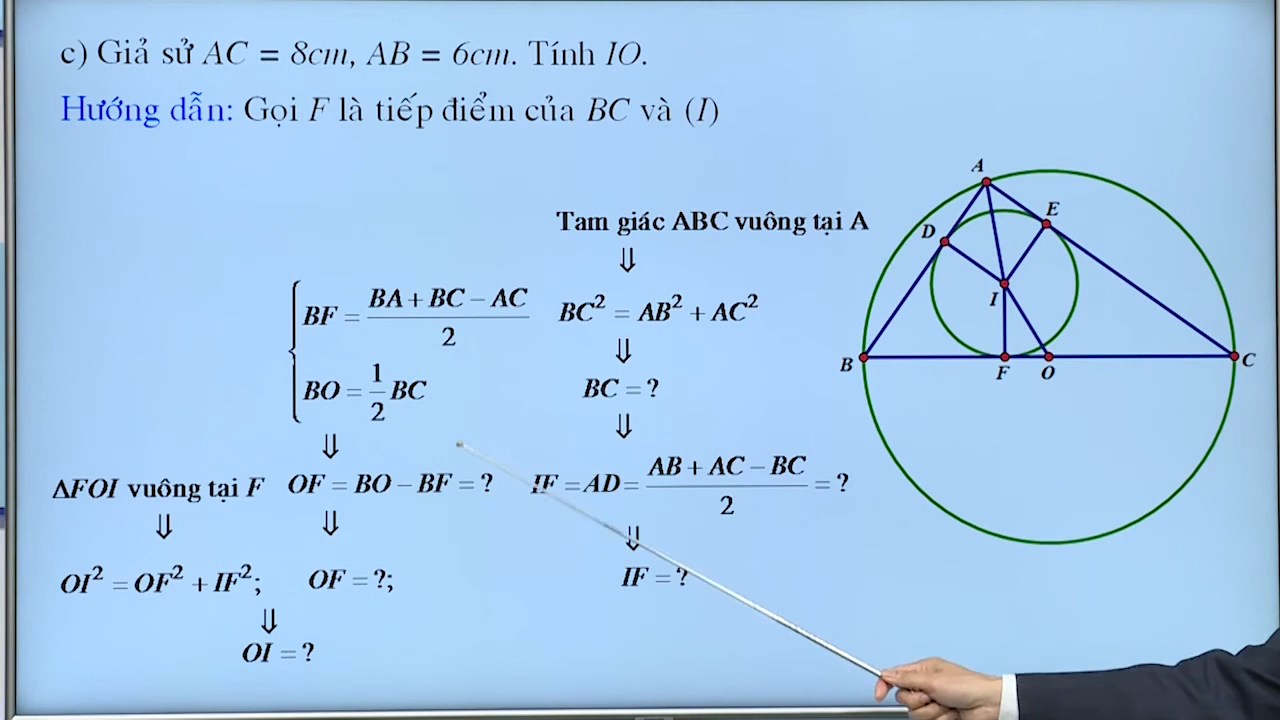 c) Giả sử AC = 8cm, AB = 6cm. Tính IO.
Hướng dẫn: Gọi F là tiếp điểm của BC và (I)
Tam giác ABC vuông tại A
⇓
BC² = AB² + AC²
⇓
BC = ?
⇓
IF = AD = (AB + AC − BC)/2 = ?
⇓
IF = ?
BF = (BA + BC − AC)/2
BO = 1/2 BC
⇓
OF = BO − BF = ?
⇓
OF = ?;
ΔFOI vuông tại F
⇓
OI² = OF² + IF²;
⇓
OI = ?
A
E
D
I
B
F
O
C